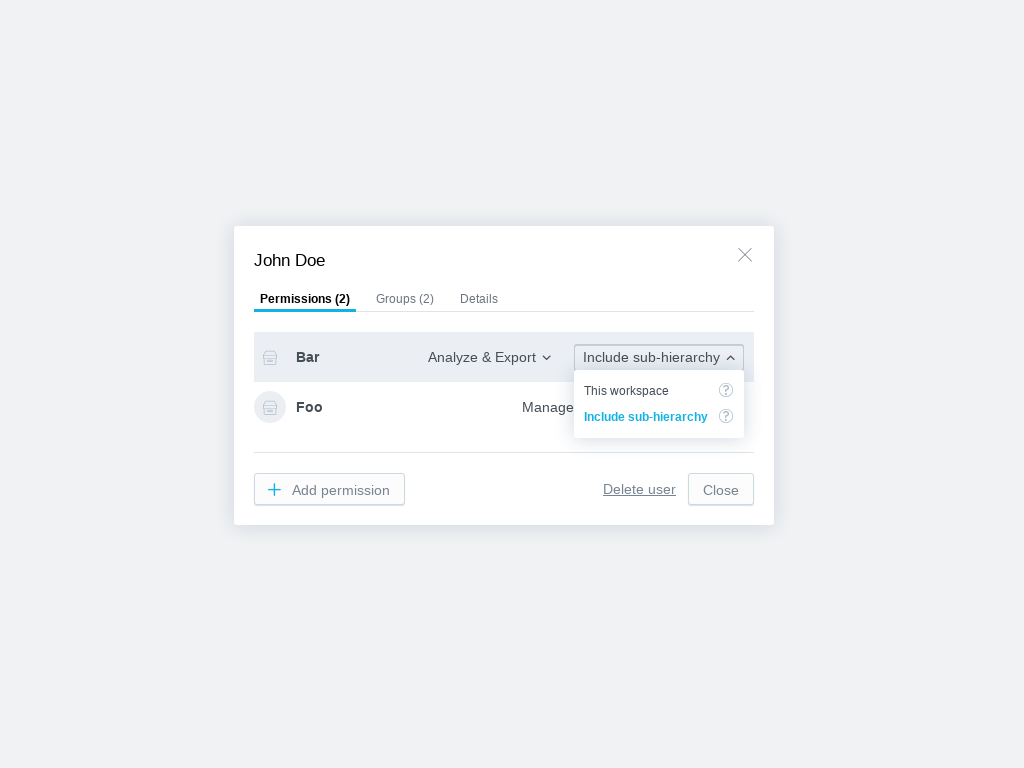 John Doe
Permissions (2) Groups (2) Details
Bar Analyze & Export Include sub-hierarchy
This workspace ?
Foo Manage
Include sub-hierarchy ?
Add permission Delete user Close